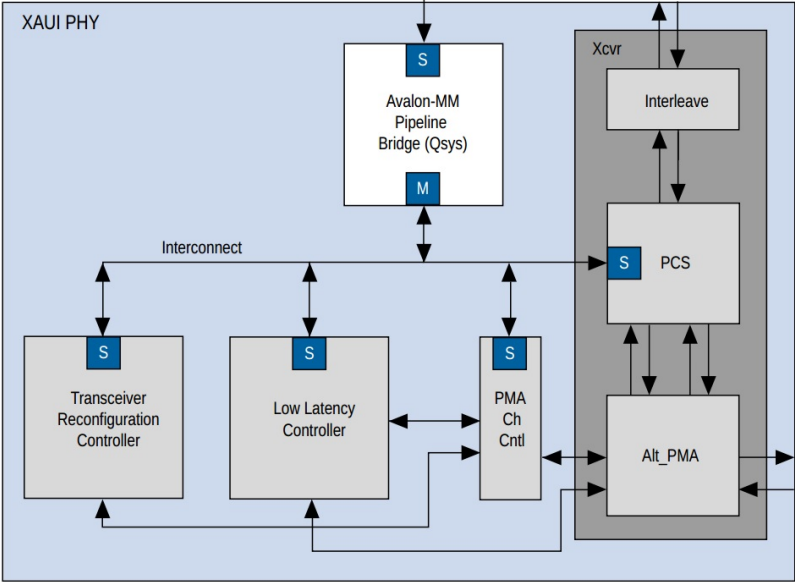 XAUI PHY
S
Avalon-MM
Pipeline
Bridge (Qsys)
M
Xcvr
Interleave
Interconnect
S
PCS
S
Transceiver
Reconfiguration
Controller
S
Low Latency
Controller
S
PMA
Ch
Cntl
Alt_PMA